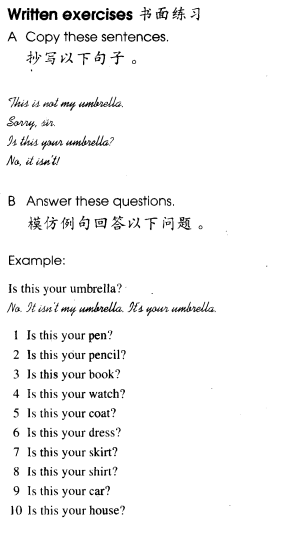 Written exercises 书面练习
A Copy these sentences.
抄写以下句子。
This is not my umbrella.
Sorry, sir.
Is this your umbrella?
No, it isn't!
B Answer these questions.
模仿例句回答以下问题。
Example:
Is this your umbrella?
No. It isn't my umbrella. It's your umbrella.
1 Is this your pen?
2 Is this your pencil?
3 Is this your book?
4 Is this your watch?
5 Is this your coat?
6 Is this your dress?
7 Is this your skirt?
8 Is this your shirt?
9 Is this your car?
10 Is this your house?